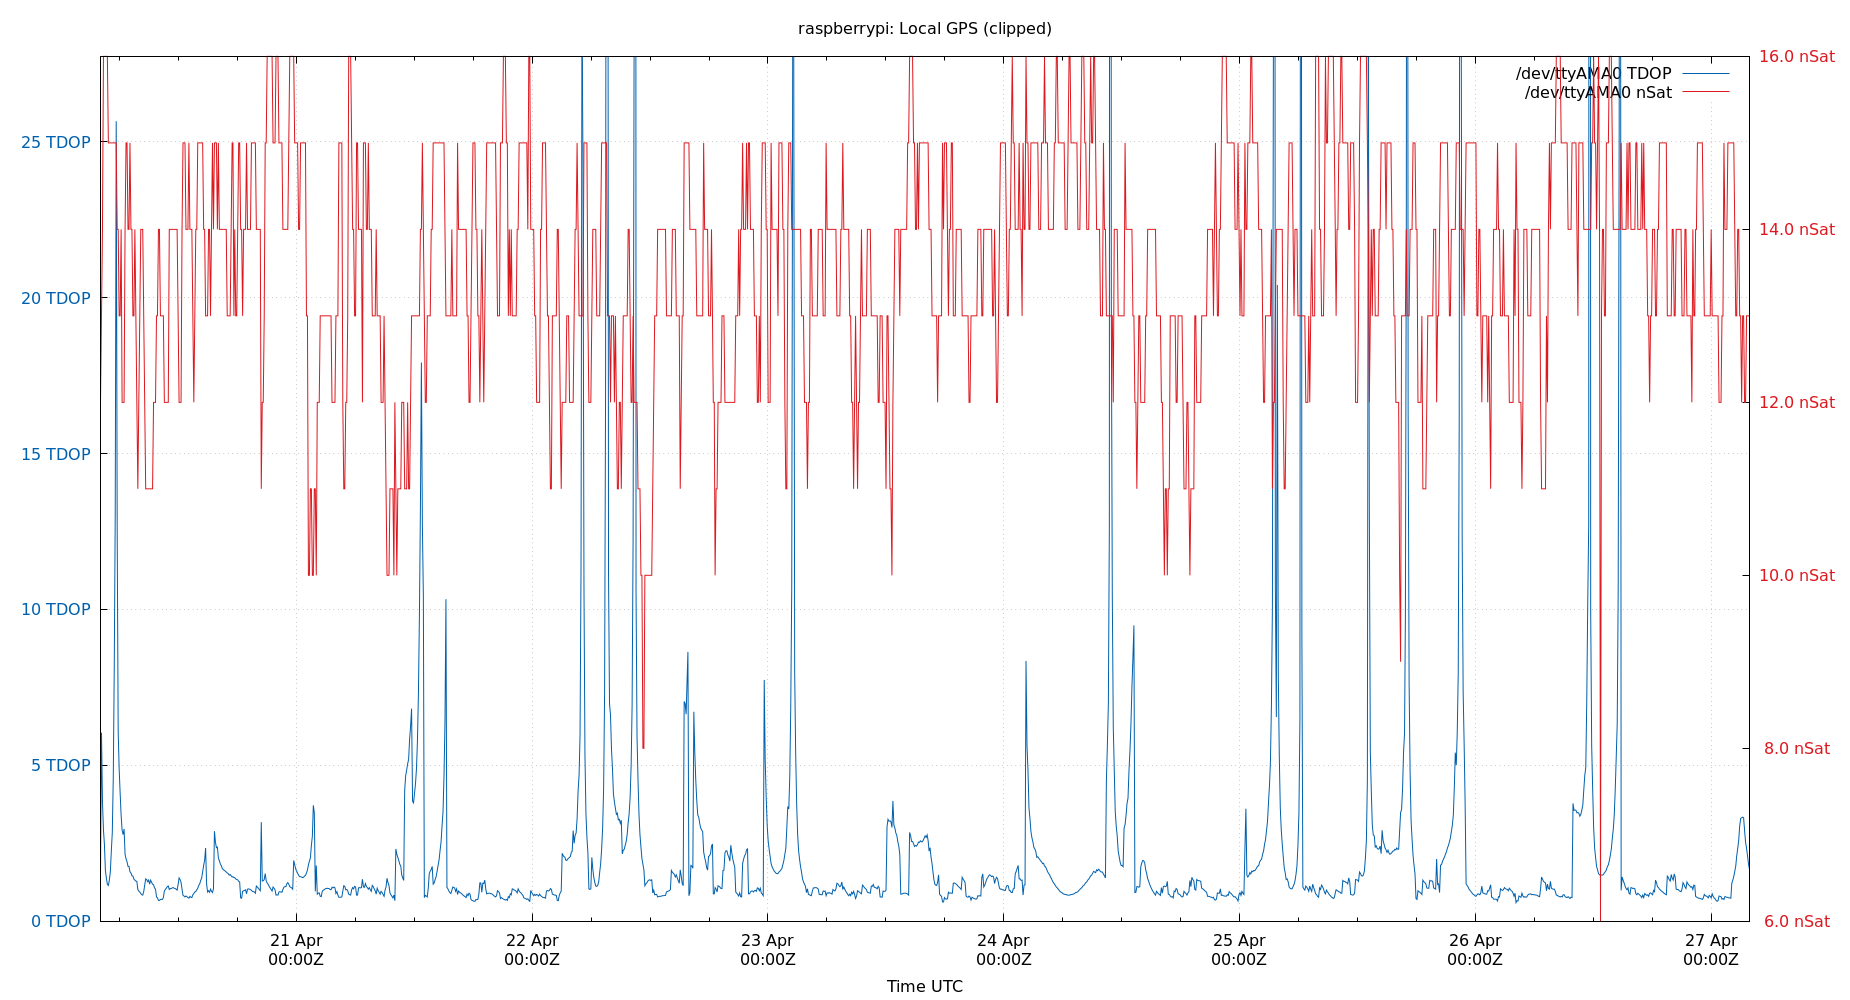 raspberrypi: Local GPS (clipped)
16.0 nSat
/dev/ttyAMA0 TDOP
/dev/ttyAMA0 nSat
25 TDOP
14.0 nSat
20 TDOP
12.0 nSat
15 TDOP
10.0 nSat
10 TDOP
8.0 nSat
5 TDOP
0 TDOP
6.0 nSat
21 Apr 22 Apr 23 Apr 24 Apr 25 Apr 26 Apr 27 Apr
00:00Z 00:00Z 00:00Z 00:00Z 00:00Z 00:00Z 00:00Z
Time UTC